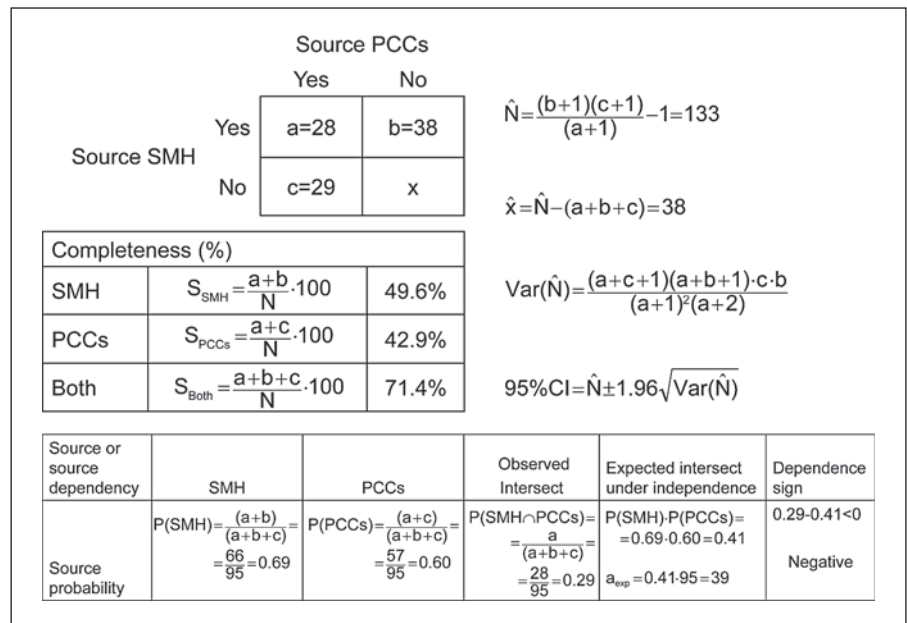 Source PCCs
Yes No
Yes a=28 b=38
Source SMH
No c=29 x
N̂=(b+1)(c+1)/(a+1)−1=133
x̂=N̂−(a+b+c)=38
Var(N̂)=(a+c+1)(a+b+1)·c·b/(a+1)²(a+2)
95%CI=N̂±1.96√Var(N̂)
Completeness (%)
SMH S_SMH=a+b/N·100 49.6%
PCCs S_PCCs=a+c/N·100 42.9%
Both S_Both=a+b+c/N·100 71.4%
Source or
source
dependency
SMH
PCCs
Observed
Intersect
Expected intersect
under independence
Dependence
sign
Source
probability
P(SMH)=(a+b)/(a+b+c)=
=66/95=0.69
P(PCCs)=(a+c)/(a+b+c)=
=57/95=0.60
P(SMH∩PCCs)=
=a/(a+b+c)=
=28/95=0.29
P(SMH)·P(PCCs)=
=0.69·0.60=0.41
a_exp=0.41·95=39
0.29-0.41<0
Negative